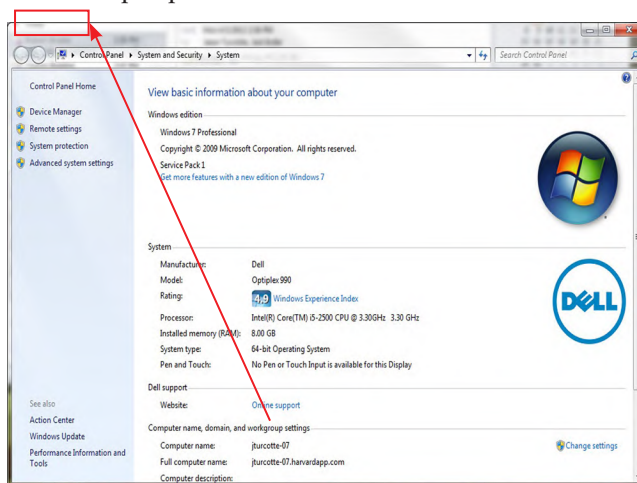 Control Panel ▸ System and Security ▸ System
Search Control Panel
Control Panel Home
Device Manager
Remote settings
System protection
Advanced system settings
See also
Action Center
Windows Update
Performance Information and
Tools
View basic information about your computer
Windows edition
Windows 7 Professional
Copyright © 2009 Microsoft Corporation. All rights reserved.
Service Pack 1
Get more features with a new edition of Windows 7
System
Manufacturer: Dell
Model: Optiplex 990
Rating: 4,9 Windows Experience Index
Processor: Intel(R) Core(TM) i5-2500 CPU @ 3.30GHz 3.30 GHz
Installed memory (RAM): 8.00 GB
System type: 64-bit Operating System
Pen and Touch: No Pen or Touch Input is available for this Display
DELL
Dell support
Website: Online support
Computer name, domain, and workgroup settings
Computer name: jturcotte-07
Change settings
Full computer name: jturcotte-07.harvardapp.com
Computer description: